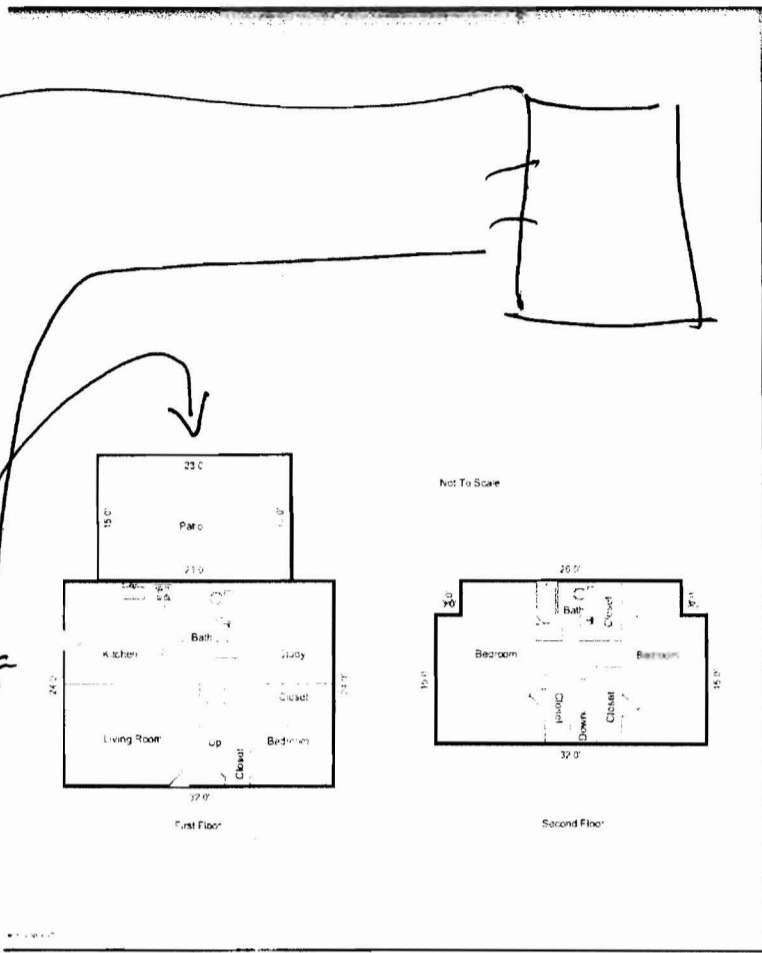 23.0'
Not To Scale
15.0'
Patio
26.0'
Bath
Closet
Bath
Bedroom
Bedroom
Kitchen
Study
24.0'
24.0'
Closet
15.0'
15.0'
Closet
Closet
Living Room
Up
Bedroom
Down
Closet
32.0'
32.0'
First Floor
Second Floor